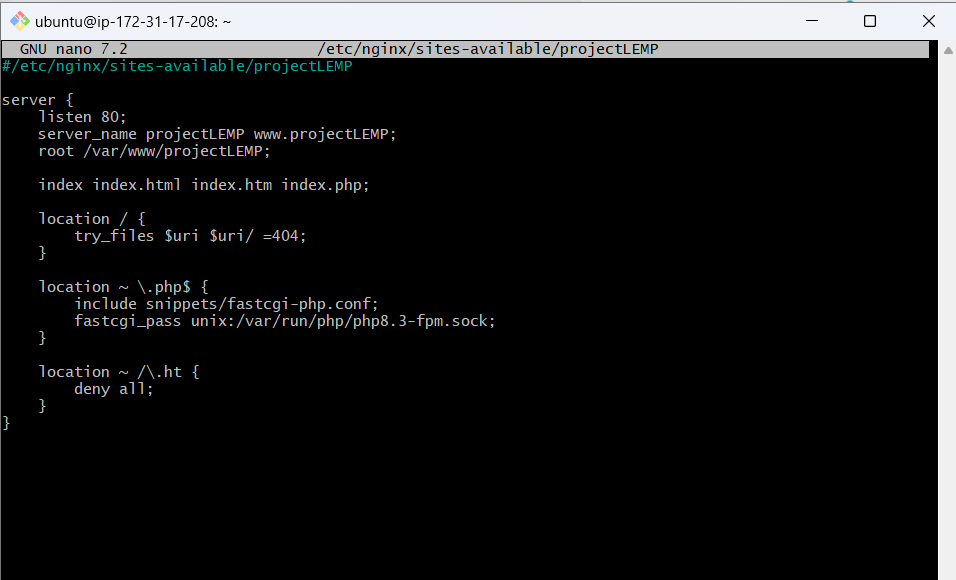 ubuntu@ip-172-31-17-208: ~
GNU nano 7.2 /etc/nginx/sites-available/projectLEMP
#/etc/nginx/sites-available/projectLEMP
server {
    listen 80;
    server_name projectLEMP www.projectLEMP;
    root /var/www/projectLEMP;
    index index.html index.htm index.php;
    location / {
        try_files $uri $uri/ =404;
    }
    location ~ \.php$ {
        include snippets/fastcgi-php.conf;
        fastcgi_pass unix:/var/run/php/php8.3-fpm.sock;
    }
    location ~ /\.ht {
        deny all;
    }
}